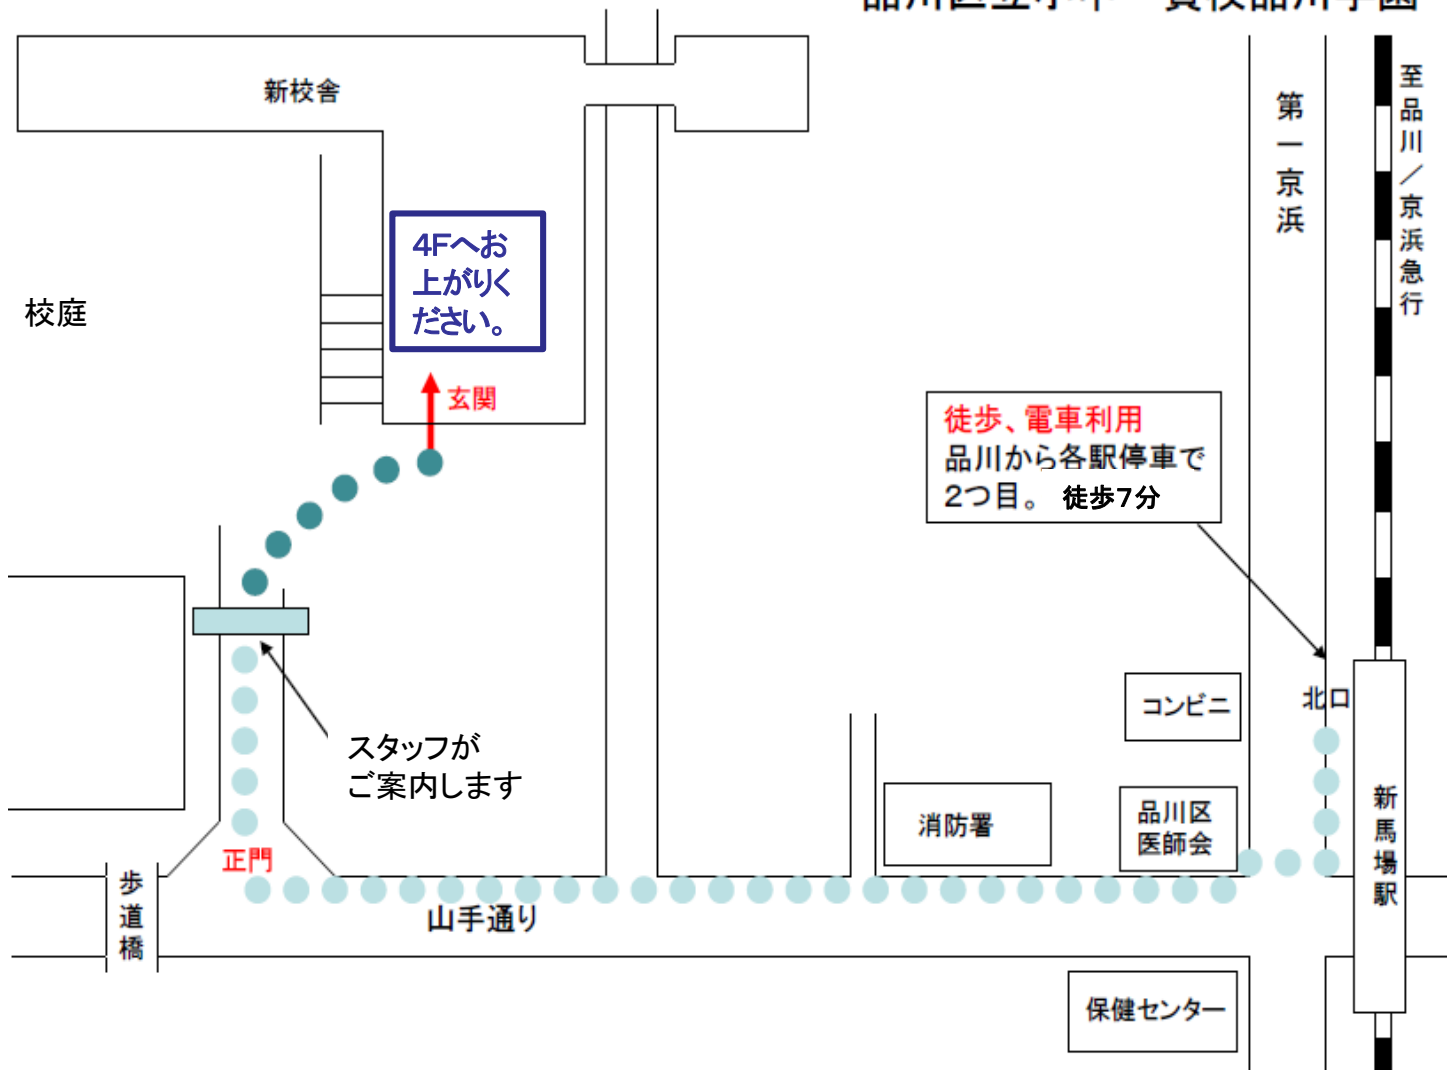 新校舎
第一京浜
至品川／京浜急行
4Fへお
上がりく
ださい。
校庭
玄関
徒歩、電車利用
品川から各駅停車で
2つ目。 徒歩7分
北口
コンビニ
スタッフが
ご案内します
消防署
品川区
医師会
新馬場駅
正門
歩道橋
山手通り
保健センター